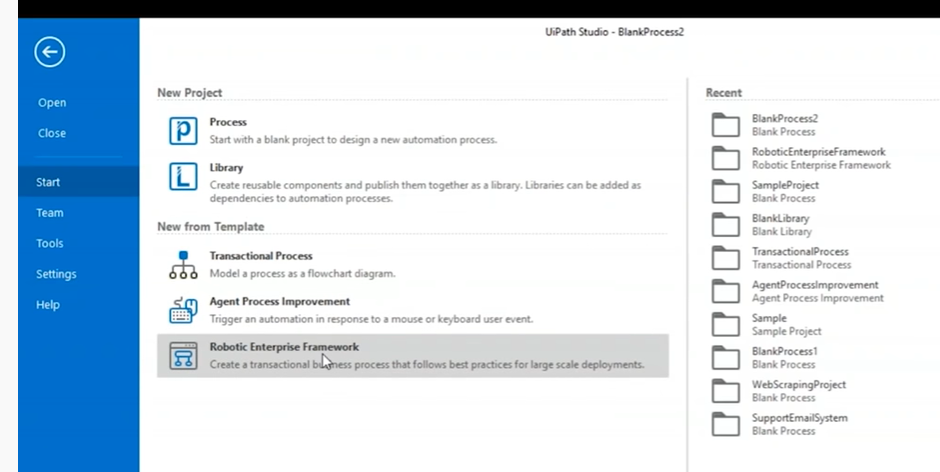 UiPath Studio - BlankProcess2
Open
Close
Start
Team
Tools
Settings
Help
New Project
Process
Start with a blank project to design a new automation process.
Library
Create reusable components and publish them together as a library. Libraries can be added as
dependencies to automation processes.
New from Template
Transactional Process
Model a process as a flowchart diagram.
Agent Process Improvement
Trigger an automation in response to a mouse or keyboard user event.
Robotic Enterprise Framework
Create a transactional business process that follows best practices for large scale deployments.
Recent
BlankProcess2
Blank Process
RoboticEnterpriseFramework
Robotic Enterprise Framework
SampleProject
Blank Process
BlankLibrary
Blank Library
TransactionalProcess
Transactional Process
AgentProcessImprovement
Agent Process Improvement
Sample
Sample Project
BlankProcess1
Blank Process
WebScrapingProject
Blank Process
SupportEmailSystem
Blank Process